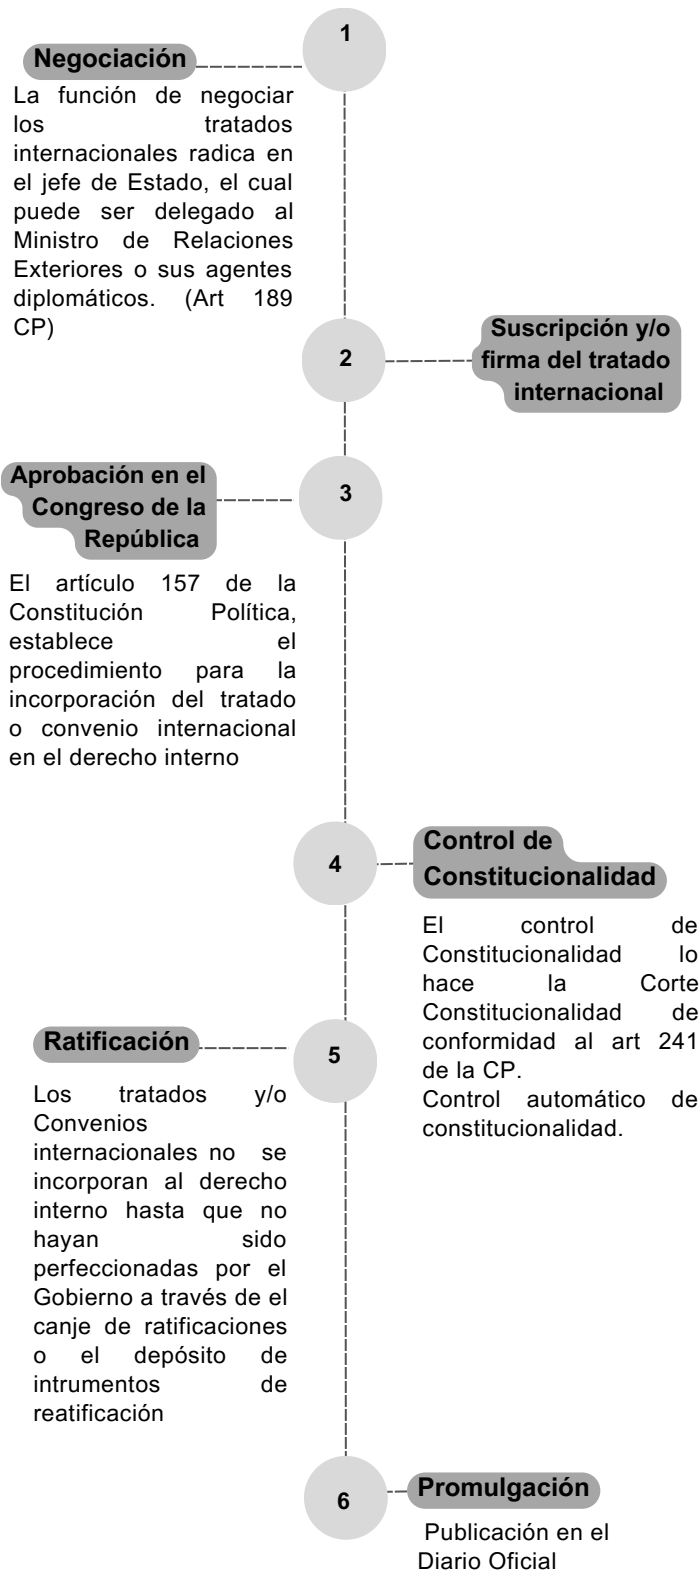 1
Negociación
La función de negociar
los tratados
internacionales radica en
el jefe de Estado, el cual
puede ser delegado al
Ministro de Relaciones
Exteriores o sus agentes
diplomáticos. (Art 189
CP)
2
Suscripción y/o
firma del tratado
internacional
3
Aprobación en el
Congreso de la
República
El artículo 157 de la
Constitución Política,
establece el
procedimiento para la
incorporación del tratado
o convenio internacional
en el derecho interno
4
Control de
Constitucionalidad
El control de
Constitucionalidad lo
hace la Corte
Constitucionalidad de
conformidad al art 241
de la CP.
Control automático de
constitucionalidad.
5
Ratificación
Los tratados y/o
Convenios
internacionales no se
incorporan al derecho
interno hasta que no
hayan sido
perfeccionadas por el
Gobierno a través de el
canje de ratificaciones
o el depósito de
intrumentos de
reatificación
6
Promulgación
Publicación en el
Diario Oficial